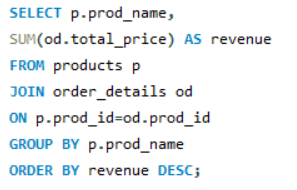 SELECT p.prod_name,
SUM(od.total_price) AS revenue
FROM products p
JOIN order_details od
ON p.prod_id=od.prod_id
GROUP BY p.prod_name
ORDER BY revenue DESC;